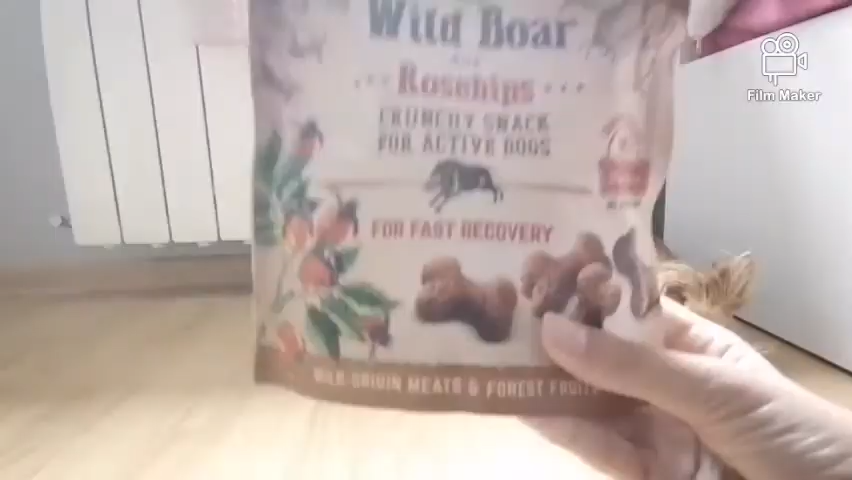 Wild Boar
Rosehips
CRUNCHY SNACK
FOR ACTIVE DOGS
FOR FAST RECOVERY
WILD ORIGIN MEATS & FOREST FRUITS
Film Maker